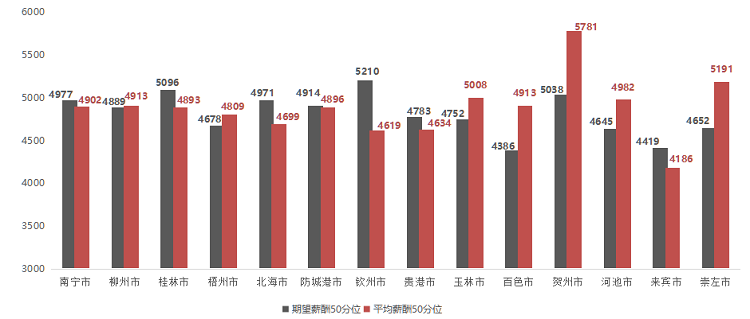 6000
5500
5000
4500
4000
3500
3000
4977 4902 4889 4913 5096 4893 4678 4809 4971 4699 4914 4896 5210 4619 4783 4634 4752 5008 4386 4913 5038 5781 4645 4982 4419 4186 4652 5191
南宁市 柳州市 桂林市 梧州市 北海市 防城港市 钦州市 贵港市 玉林市 百色市 贺州市 河池市 来宾市 崇左市
期望薪酬50分位 平均薪酬50分位